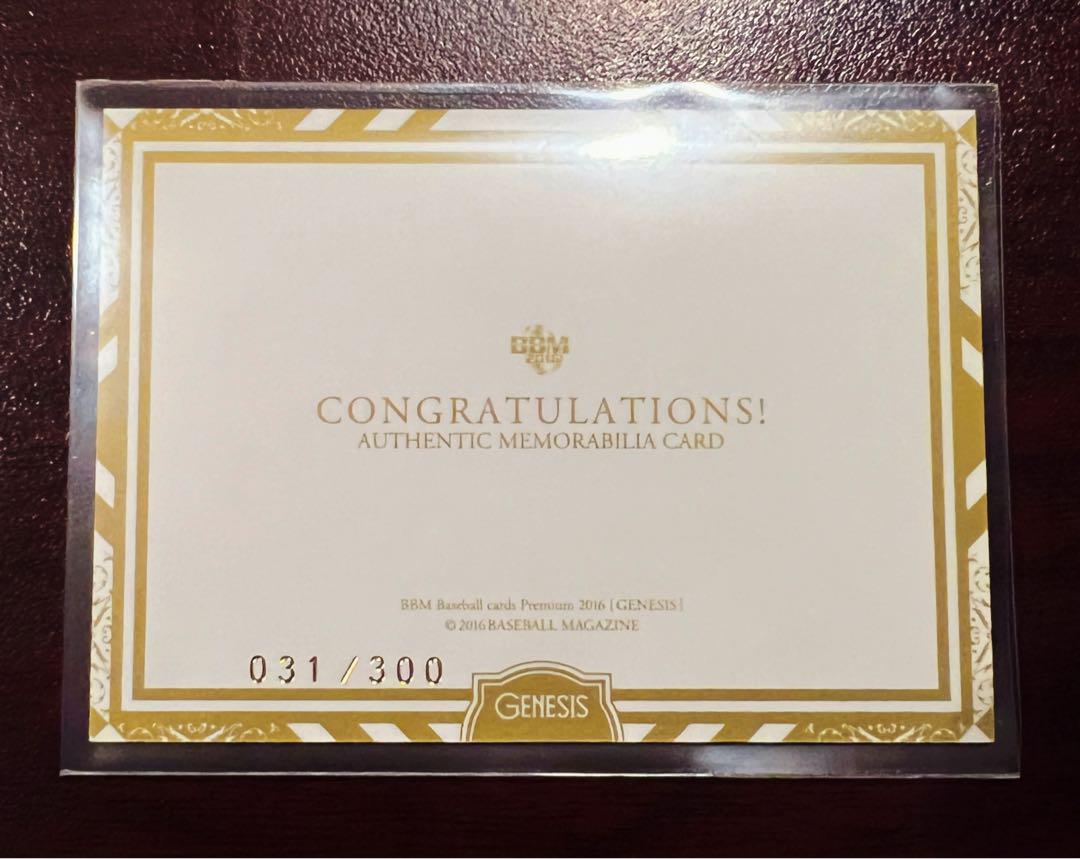 BBM
2016
CONGRATULATIONS!
AUTHENTIC MEMORABILIA CARD
BBM Baseball cards Premium 2016 [GENESIS]
© 2016 BASEBALL MAGAZINE
031/300
GENESIS